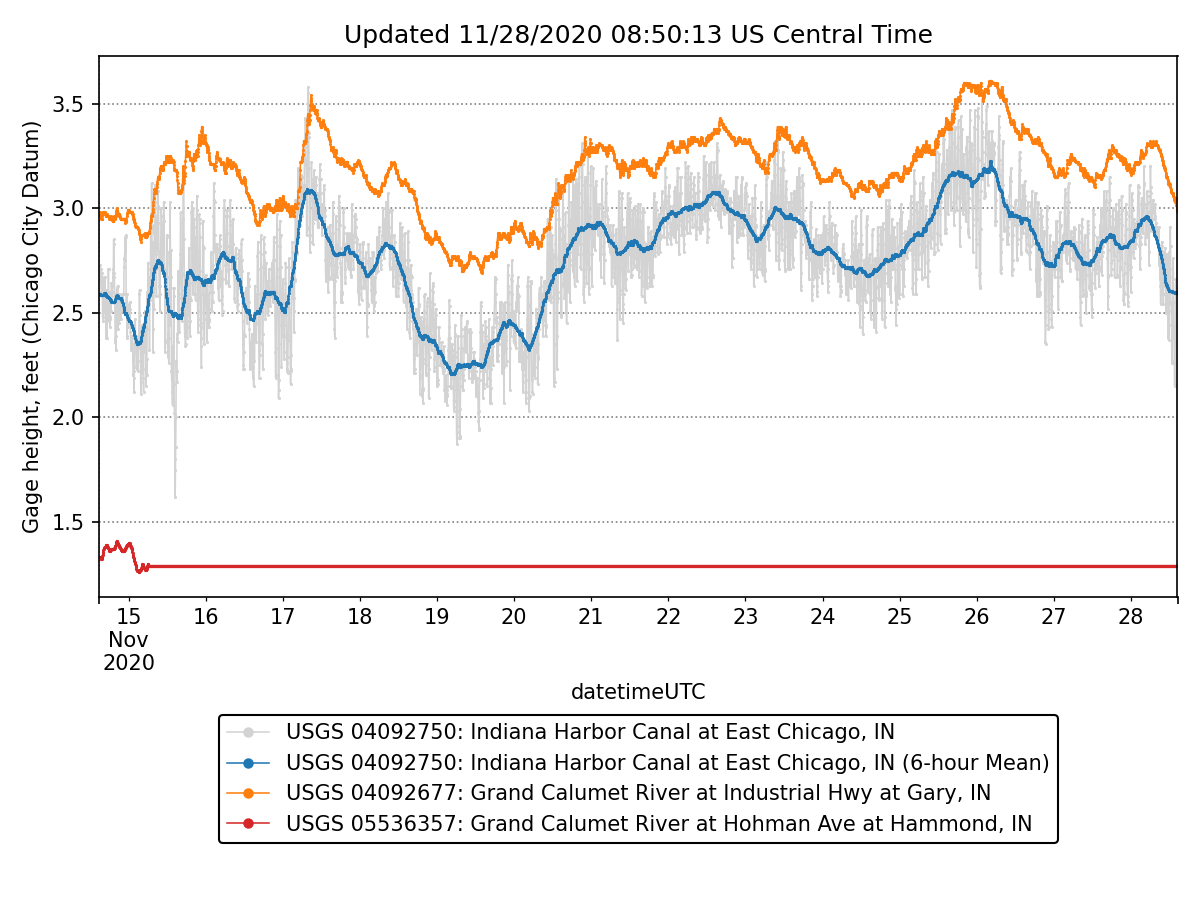 Updated 11/28/2020 08:50:13 US Central Time
Gage height, feet (Chicago City Datum)
3.5
3.0
2.5
2.0
1.5
15 16 17 18 19 20 21 22 23 24 25 26 27 28
Nov
2020
datetimeUTC
USGS 04092750: Indiana Harbor Canal at East Chicago, IN
USGS 04092750: Indiana Harbor Canal at East Chicago, IN (6-hour Mean)
USGS 04092677: Grand Calumet River at Industrial Hwy at Gary, IN
USGS 05536357: Grand Calumet River at Hohman Ave at Hammond, IN